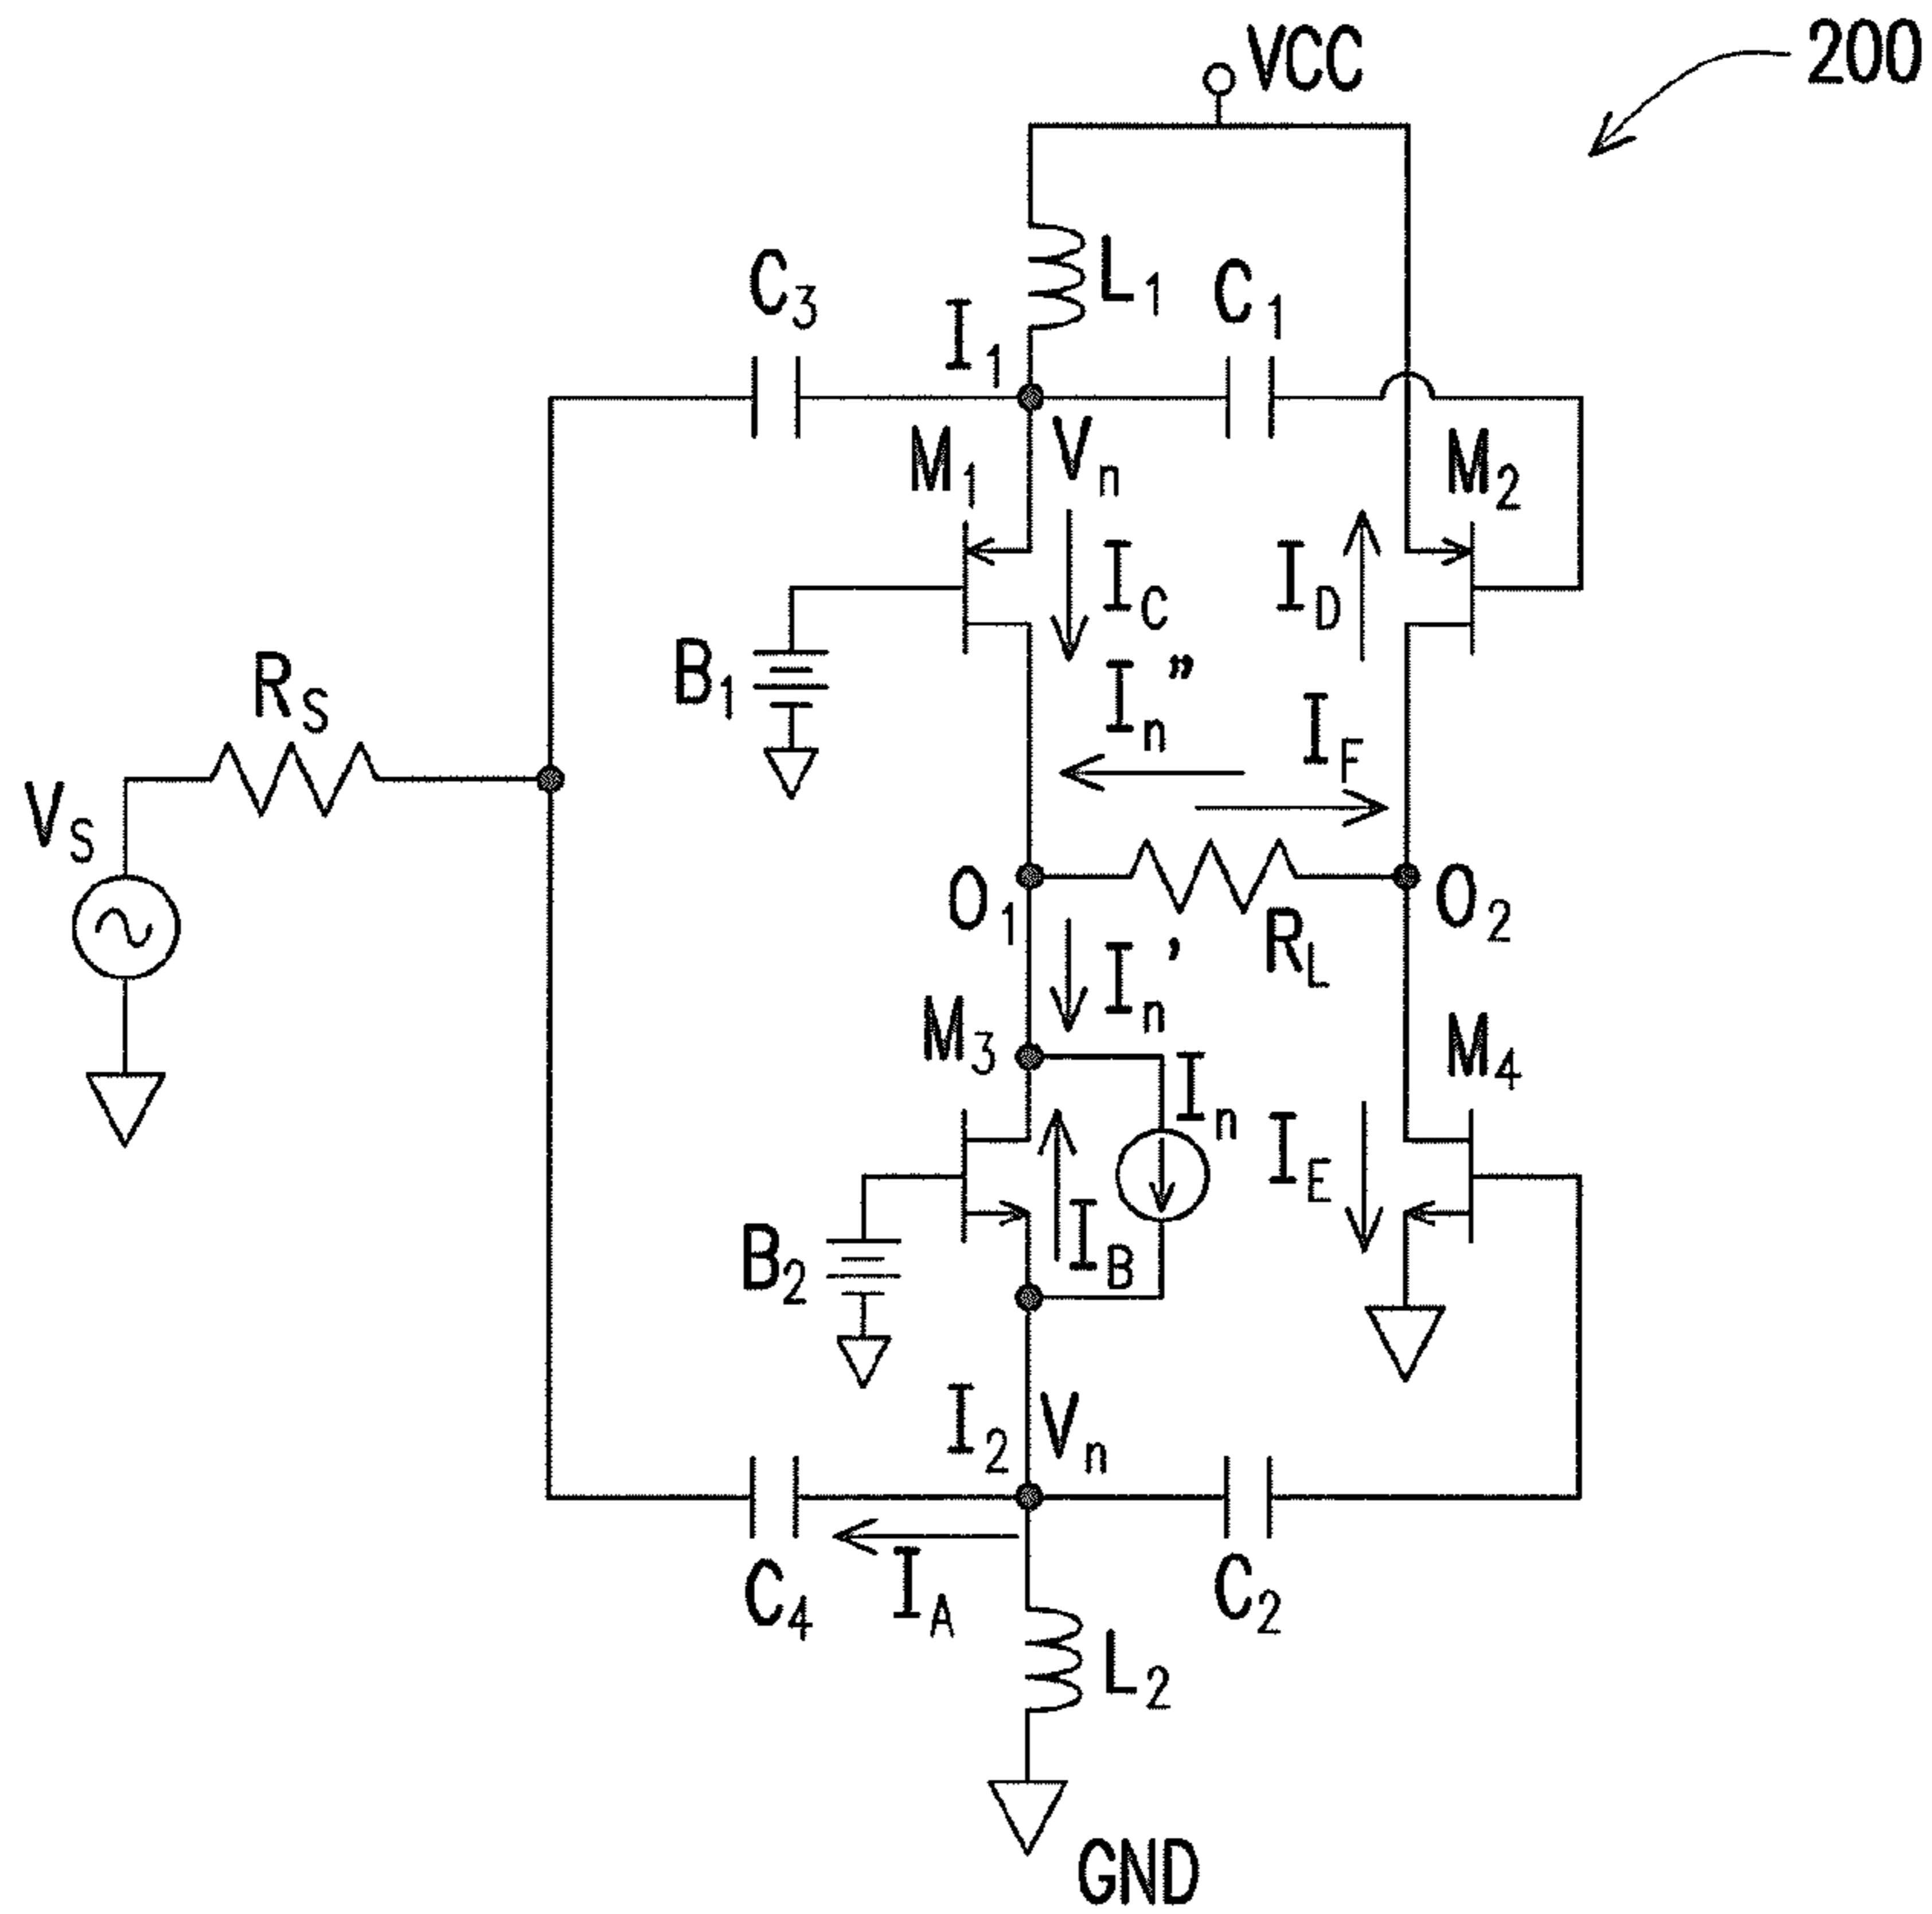 VCC
200
C3
L1
C1
I1
M1
Vn
M2
IC
ID
B1
RS
In"
IF
VS
O1
O2
RL
In'
M3
M4
In
IE
IB
B2
I2
Vn
C4
IA
C2
L2
GND